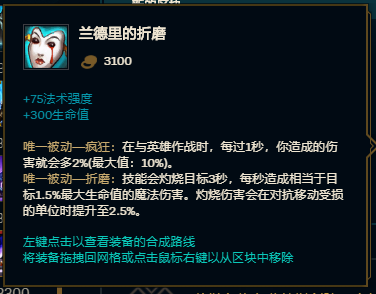 兰德里的折磨
3100
+75法术强度
+300生命值
唯一被动—疯狂：在与英雄作战时，每过1秒，你造成的伤
害就会多2%(最大值：10%)。
唯一被动—折磨：技能会灼烧目标3秒，每秒造成相当于目
标1.5%最大生命值的魔法伤害。灼烧伤害会在对抗移动受损
的单位时提升至2.5%。
左键点击以查看装备的合成路线
将装备拖拽回网格或点击鼠标右键以从区块中移除